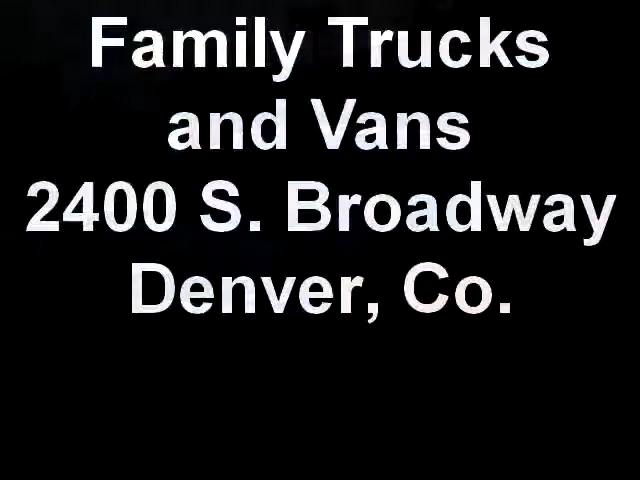 Family Trucks
and Vans
2400 S. Broadway
Denver, Co.